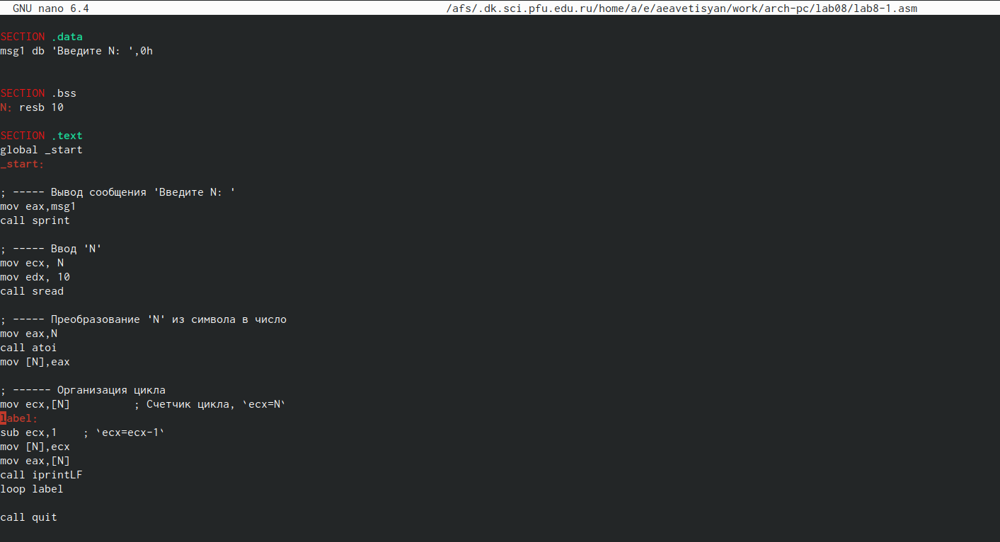 GNU nano 6.4 /afs/.dk.sci.pfu.edu.ru/home/a/e/aeavetisyan/work/arch-pc/lab08/lab8-1.asm
SECTION .data
msg1 db 'Введите N: ',0h
SECTION .bss
N: resb 10
SECTION .text
global _start
_start:
; ----- Вывод сообщения 'Введите N: '
mov eax,msg1
call sprint
; ----- Ввод 'N'
mov ecx, N
mov edx, 10
call sread
; ----- Преобразование 'N' из символа в число
mov eax,N
call atoi
mov [N],eax
; ------ Организация цикла
mov ecx,[N] ; Счетчик цикла, `ecx=N`
label:
sub ecx,1 ; `ecx=ecx-1`
mov [N],ecx
mov eax,[N]
call iprintLF
loop label
call quit